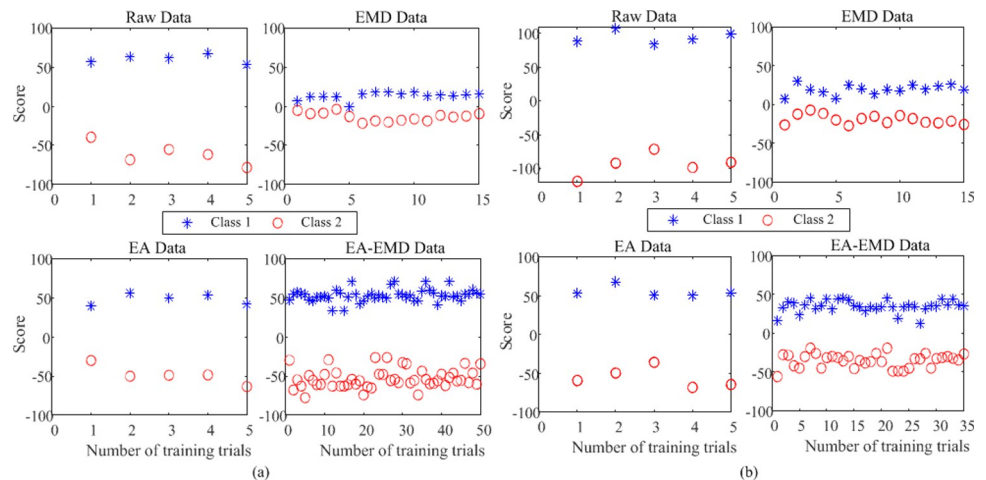 Raw Data
EMD Data
100
50
0
-50
-100
Score
1 2 3 4 5
100
50
0
-50
-100
0 5 10 15
Class 1 Class 2
EA Data
EA-EMD Data
100
50
0
-50
-100
Score
1 2 3 4 5
100
50
0
-50
-100
0 10 20 30 40 50
Number of training trials
Number of training trials
(a)
Raw Data
EMD Data
100
50
0
-50
-100
Score
1 2 3 4 5
100
50
0
-50
-100
0 5 10 15
Class 1 Class 2
EA Data
EA-EMD Data
100
50
0
-50
-100
Score
1 2 3 4 5
100
50
0
-50
-100
0 5 10 15 20 25 30 35
Number of training trials
Number of training trials
(b)